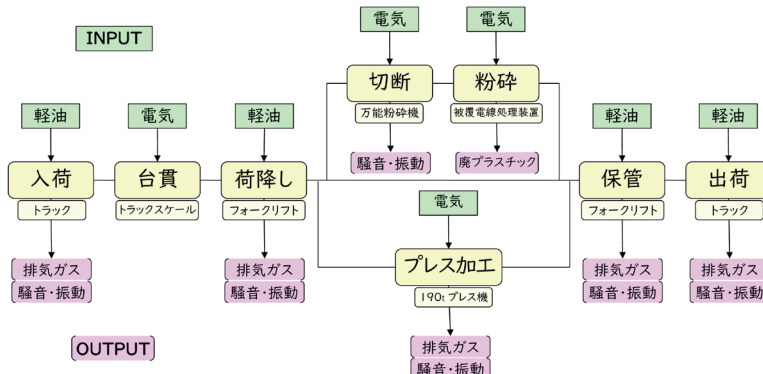 INPUT
電気
電気
切断
粉砕
万能粉砕機
被覆電線処理装置
騒音・振動
廃プラスチック
軽油
電気
軽油
軽油
軽油
入荷
台貫
荷降し
保管
出荷
トラック
トラックスケール
フォークリフト
フォークリフト
トラック
電気
プレス加工
190tプレス機
排気ガス
騒音・振動
排気ガス
騒音・振動
排気ガス
騒音・振動
排気ガス
騒音・振動
排気ガス
騒音・振動
OUTPUT